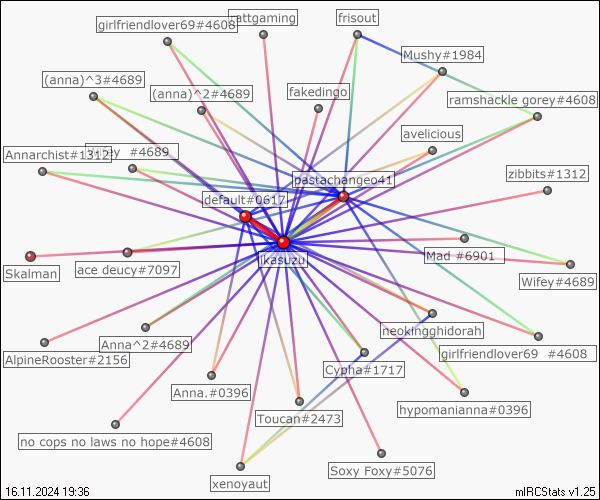 girlfriendlover69#4608
attgaming
frisout
Mushy#1984
(anna)^3#4689
(anna)^2#4689
fakedingo
ramshackle gorey#4608
avelicious
Annarchist#1312
#4689
pastachangeo41
zibbits#1312
default#0617
ikasuzu
Mad #6901
Skalman
ace deucy#7097
Wifey#4689
neokingghidorah
AlpineRooster#2156
Anna^2#4689
girlfriendlover69 #4608
Cypha#1717
Anna.#0396
hypomanianna#0396
Toucan#2473
no cops no laws no hope#4608
xenoyaut
Soxy Foxy#5076
16.11.2024 19:36
mIRCStats v1.25